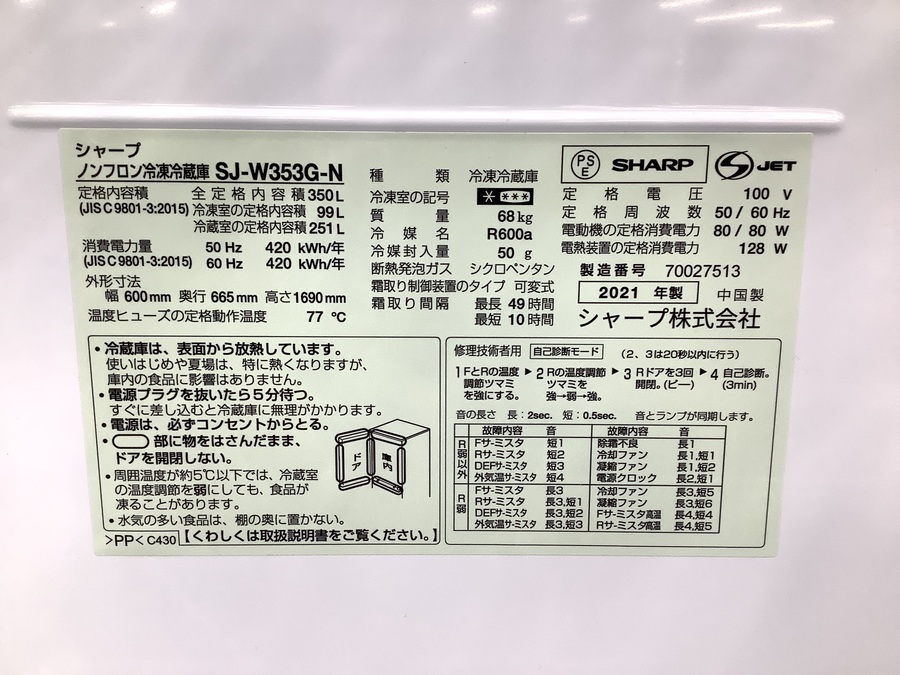 シャープ
ノンフロン冷凍冷蔵庫 SJ-W353G-N
定格内容積 全定格内容積 350L
(JIS C 9801-3:2015) 冷凍室の定格内容積 99L
冷蔵室の定格内容積 251L
消費電力量 50 Hz 420 kWh/年
(JIS C 9801-3:2015) 60 Hz 420 kWh/年
外形寸法
幅 600mm 奥行 665mm 高さ 1690mm
温度ヒューズの定格動作温度 77 ℃
種類 冷凍冷蔵庫
冷凍室の記号 * ***
質量 68kg
冷媒名 R600a
冷媒封入量 50 g
断熱発泡ガス シクロペンタン
霜取り制御装置のタイプ 可変式
霜取り間隔 最長 49時間
最短 10時間
PSE SHARP S JET
定格電圧 100 V
定格周波数 50 / 60 Hz
電動機の定格消費電力 80 / 80 W
電熱装置の定格消費電力 128 W
製造番号 70027513
2021 年製 中国製
シャープ株式会社
・冷蔵庫は、表面から放熱しています。
使いはじめや夏場は、特に熱くなりますが、
庫内の食品に影響はありません。
・電源プラグを抜いたら5分待つ。
すぐに差し込むと冷蔵庫に無理がかかります。
・電源は、必ずコンセントからとる。
・ 部に物をはさんだまま、
ドアを開閉しない。
ドア 庫内
・周囲温度が約5℃以下では、冷蔵室
の温度調節を弱にしても、食品が
凍ることがあります。
・水気の多い食品は、棚の奥に置かない。
>PP< C430 【くわしくは取扱説明書をご覧ください。】
修理技術者用 自己診断モード (2、3は20秒以内に行う)
1 FとRの温度調節ツマミを強にする。 ▶ 2 Rの温度調節ツマミを強→弱→強。 ▶ 3 Rドアを3回開閉。(ピー) ▶ 4 自己診断。(3min)
音の長さ 長:2sec. 短:0.5sec. 音とランプが同期します。
故障内容 音 故障内容 音
R弱以外 Fサ-ミスタ 短1 除霜不良 長1
Rサ-ミスタ 短2 冷却ファン 長1,短1
DEFサ-ミスタ 短3 凝縮ファン 長1,短2
外気温サ-ミスタ 短4 電源クロック 長2,短1
R弱 Fサ-ミスタ 長3 冷却ファン 長3,短5
Rサ-ミスタ 長3,短1 凝縮ファン 長3,短6
DEFサ-ミスタ 長3,短2 Fサ-ミスタ高温 長4,短4
外気温サ-ミスタ 長3,短3 Rサ-ミスタ高温 長4,短5